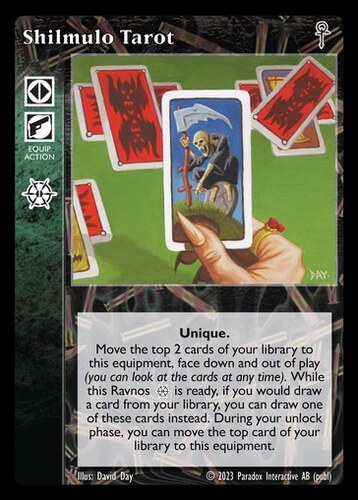 Shilmulo Tarot
EQUIP
ACTION
DAY.
Unique.
Move the top 2 cards of your library to
this equipment, face down and out of play
(you can look at the cards at any time). While
this Ravnos is ready, if you would draw
a card from your library, you can draw one
of these cards instead. During your unlock
phase, you can move the top card of your
library to this equipment.
Illus: David Day © 2023 Paradox Interactive AB (publ)